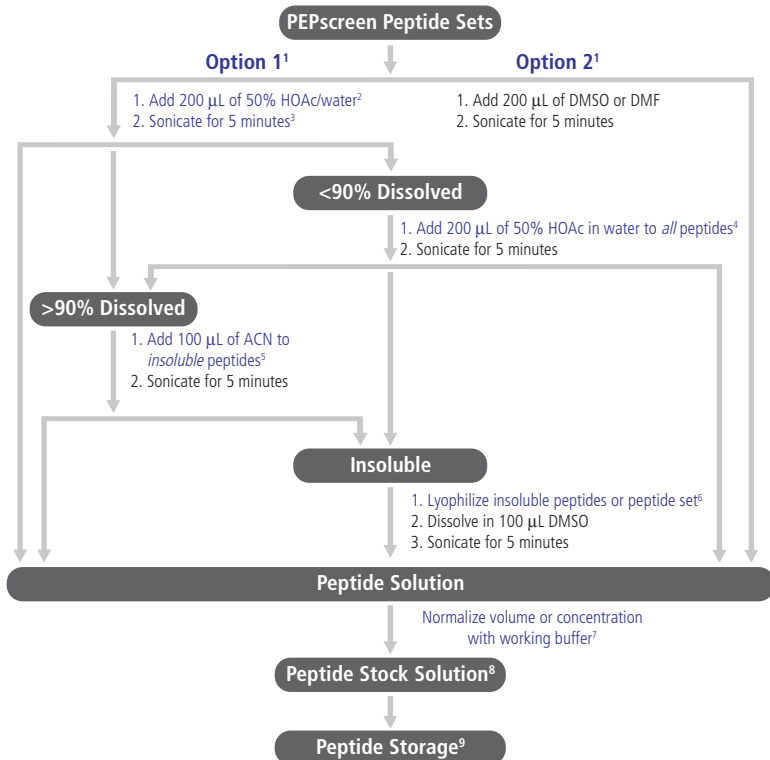 PEPscreen Peptide Sets
Option 1¹
1. Add 200 µL of 50% HOAc/water²
2. Sonicate for 5 minutes³
Option 2¹
1. Add 200 µL of DMSO or DMF
2. Sonicate for 5 minutes
<90% Dissolved
1. Add 200 µL of 50% HOAc in water to all peptides⁴
2. Sonicate for 5 minutes
>90% Dissolved
1. Add 100 µL of ACN to
insoluble peptides⁵
2. Sonicate for 5 minutes
Insoluble
1. Lyophilize insoluble peptides or peptide set⁶
2. Dissolve in 100 µL DMSO
3. Sonicate for 5 minutes
Peptide Solution
Normalize volume or concentration
with working buffer⁷
Peptide Stock Solution⁸
Peptide Storage⁹